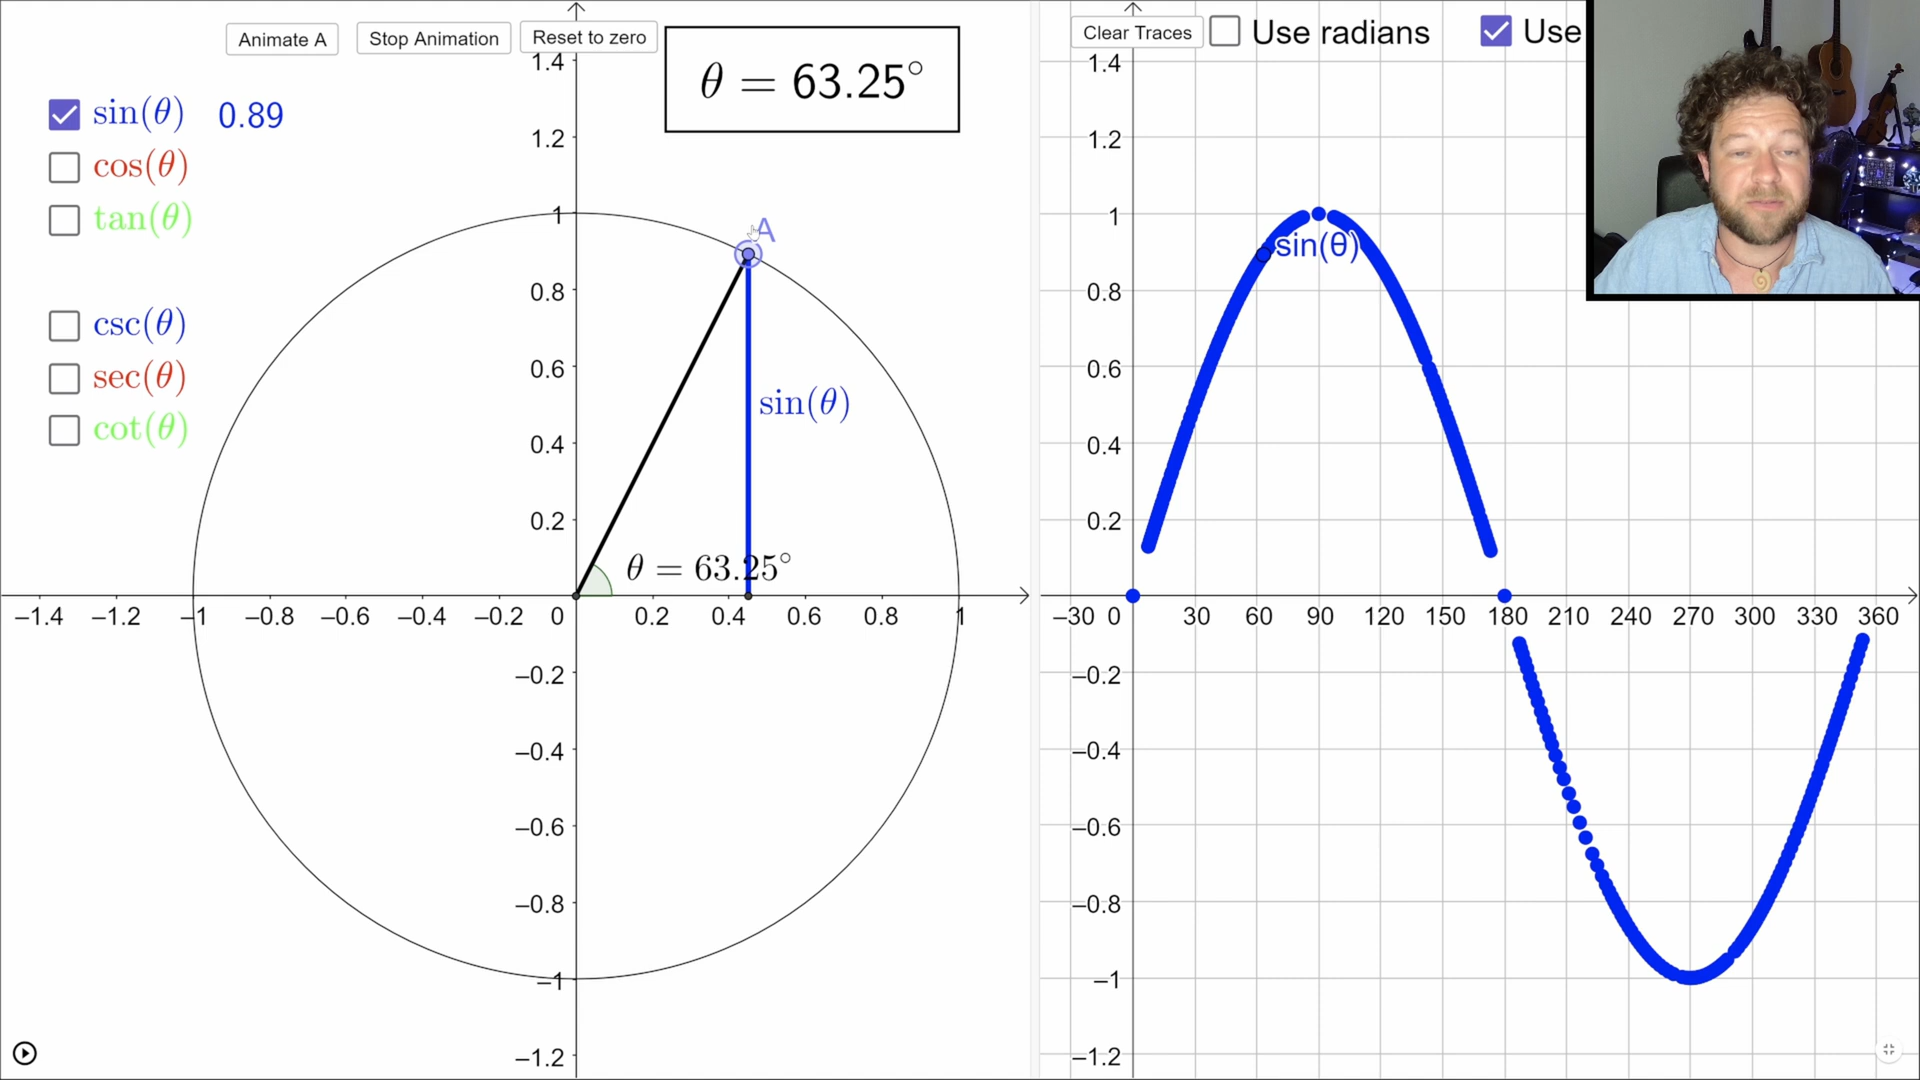 Animate A
Stop Animation
Reset to zero
θ = 63.25°
sin(θ) 0.89
cos(θ)
tan(θ)
csc(θ)
sec(θ)
cot(θ)
A
sin(θ)
θ = 63.25°
1.4
1.2
1
0.8
0.6
0.4
0.2
–1.4 –1.2 –1 –0.8 –0.6 –0.4 –0.2 0 0.2 0.4 0.6 0.8 1
–0.2
–0.4
–0.6
–0.8
–1
–1.2
Clear Traces
Use radians
Use
sin(θ)
1.4
1.2
1
0.8
0.6
0.4
0.2
–30 0 30 60 90 120 150 180 210 240 270 300 330 360
–0.2
–0.4
–0.6
–0.8
–1
–1.2